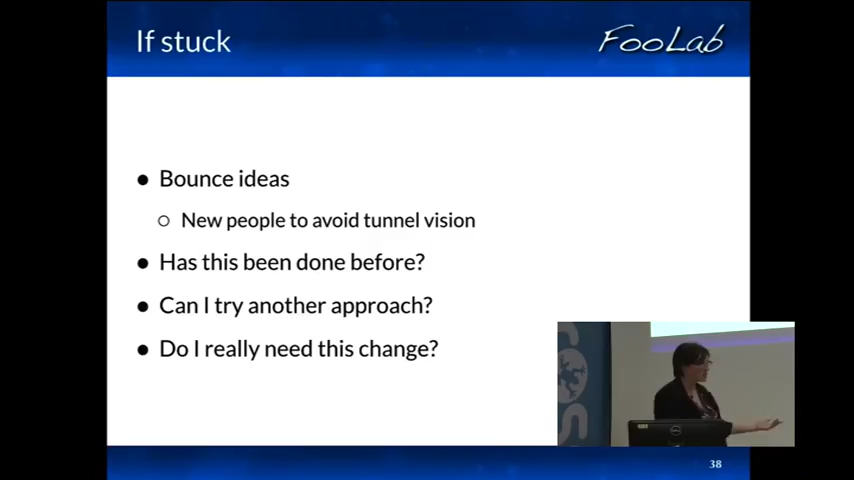 If stuck
FooLab
Bounce ideas
New people to avoid tunnel vision
Has this been done before?
Can I try another approach?
Do I really need this change?
38